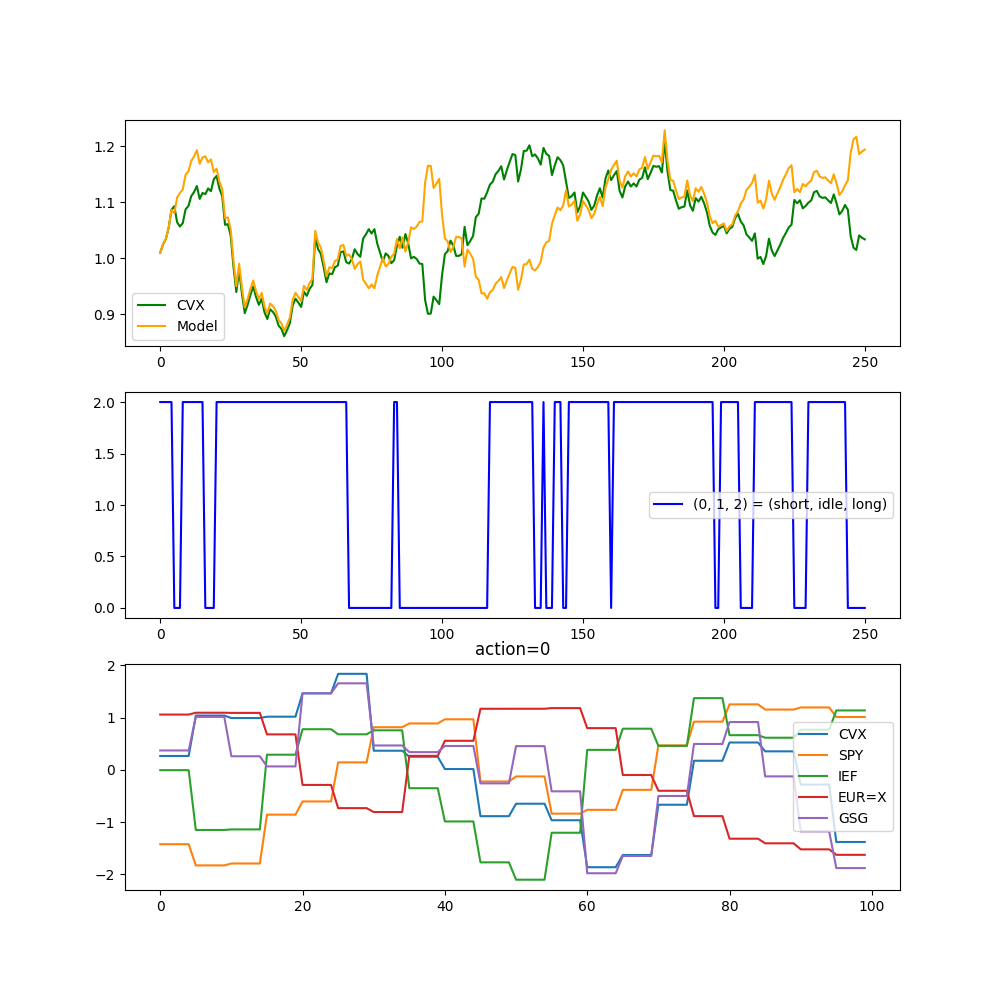 1.2
1.1
1.0
0.9
CVX
Model
0 50 100 150 200 250
2.0
1.5
1.0
0.5
0.0
(0, 1, 2) = (short, idle, long)
0 50 100 150 200 250
action=0
2
1
0
−1
−2
CVX
SPY
IEF
EUR=X
GSG
0 20 40 60 80 100